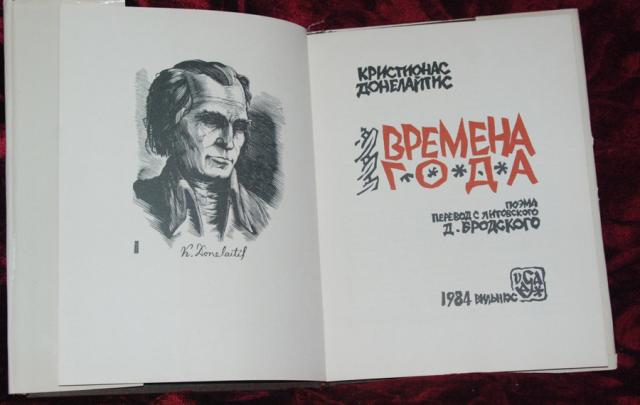 K. Donelaitis
КРИСТИОНАС
ДОНЕЛАЙТИС
ВРЕМЕНА
Г*О*Д*А
ПОЭМА
ПЕРЕВОД С ЛИТОВСКОГО
Д. БРОДСКОГО
1984 ВИЛЬНЮС